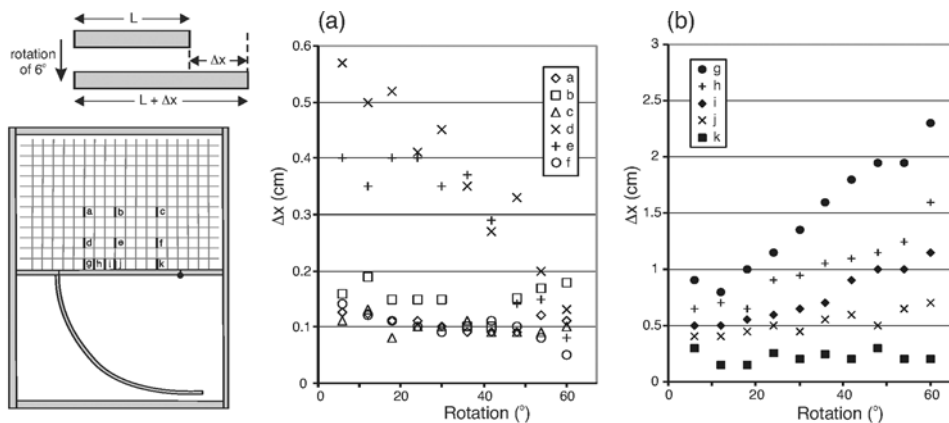 L
rotation
of 6°
Δx
L + Δx
a b c
d e f
g h i j k
(a)
0.6
0.5
0.4
0.3
0.2
0.1
0
Δx (cm)
a
b
c
d
e
f
0 20 40 60
Rotation (°)
(b)
3
2.5
2
1.5
1
0.5
0
Δx (cm)
g
h
i
j
k
0 20 40 60
Rotation (°)